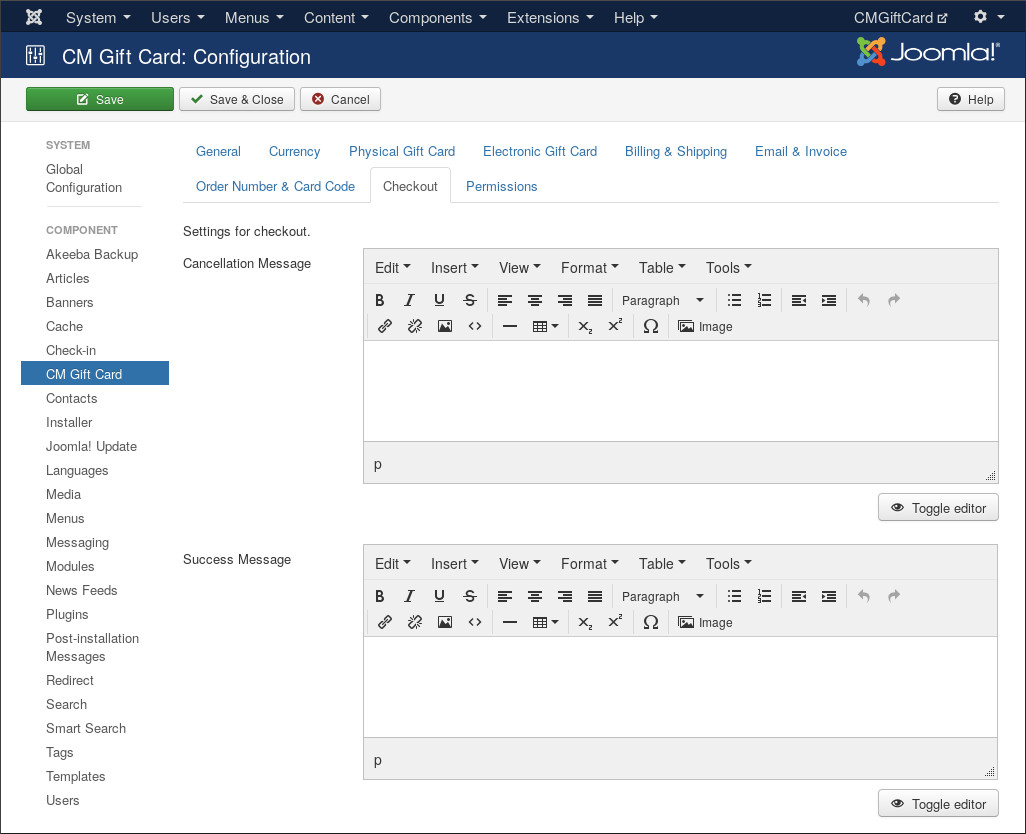 System Users Menus Content Components Extensions Help CMGiftCard
CM Gift Card: Configuration Joomla!®
Save Save & Close Cancel Help
SYSTEM
Global
Configuration
COMPONENT
Akeeba Backup
Articles
Banners
Cache
Check-in
CM Gift Card
Contacts
Installer
Joomla! Update
Languages
Media
Menus
Messaging
Modules
News Feeds
Plugins
Post-installation
Messages
Redirect
Search
Smart Search
Tags
Templates
Users
General Currency Physical Gift Card Electronic Gift Card Billing & Shipping Email & Invoice
Order Number & Card Code Checkout Permissions
Settings for checkout.
Cancellation Message
Edit Insert View Format Table Tools
B I U S Paragraph
x₂ x² Ω Image
p
Toggle editor
Success Message
Edit Insert View Format Table Tools
B I U S Paragraph
x₂ x² Ω Image
p
Toggle editor